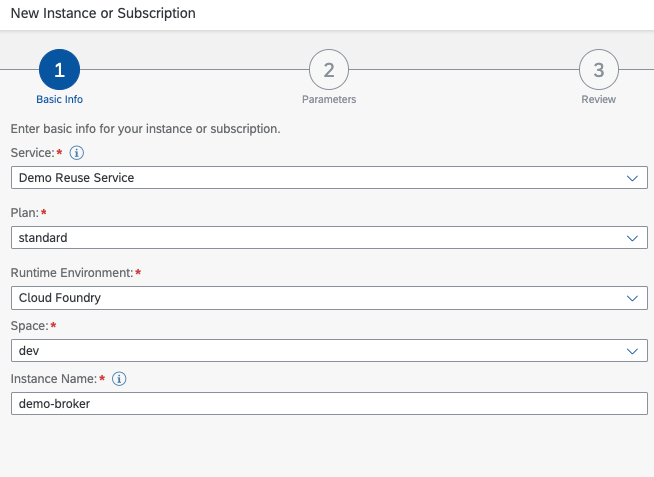 New Instance or Subscription
1 2 3
Basic Info Parameters Review
Enter basic info for your instance or subscription.
Service:* i
Demo Reuse Service
Plan:*
standard
Runtime Environment:*
Cloud Foundry
Space:*
dev
Instance Name:* i
demo-broker